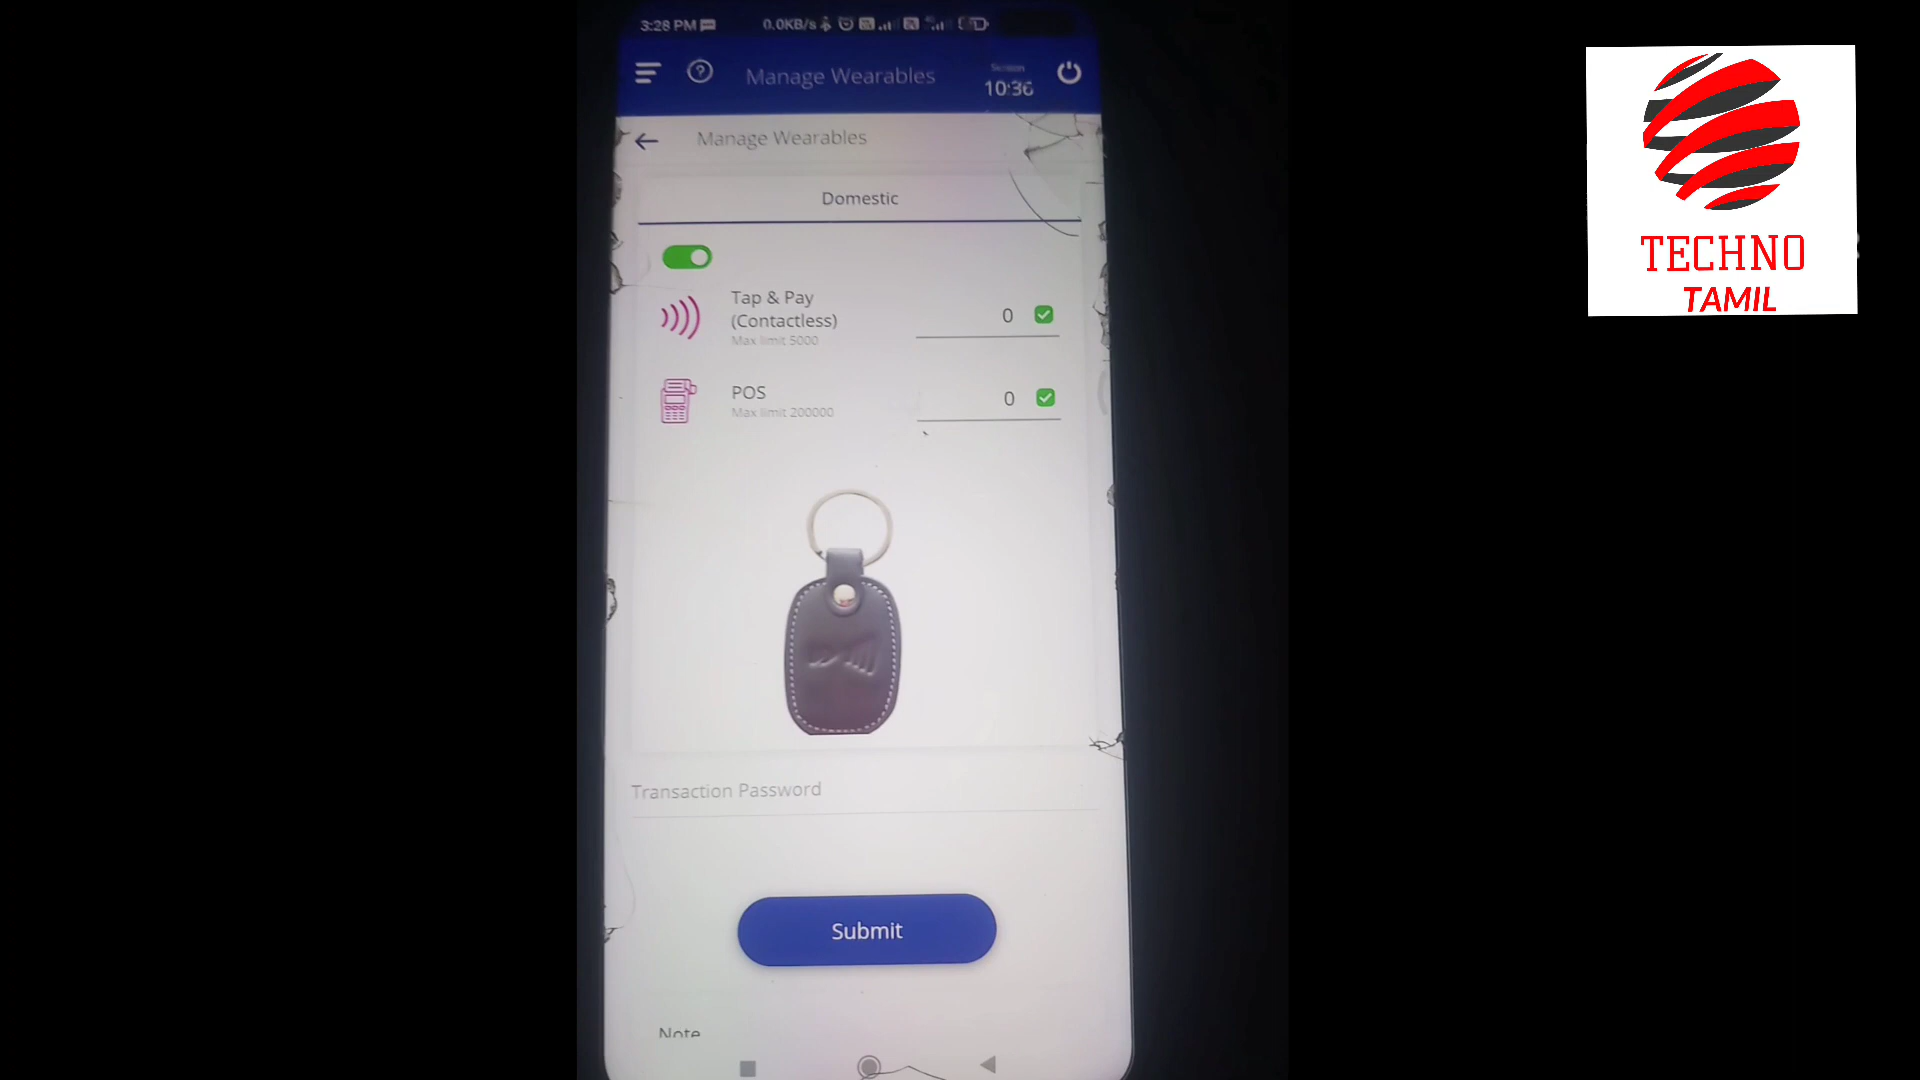 3:28 PM 0.0KB/s
Manage Wearables
Session
10:36
Manage Wearables
Domestic
Tap & Pay
(Contactless)
Max limit 5000
0
POS
Max limit 200000
0
Transaction Password
Submit
Note
TECHNO
TAMIL